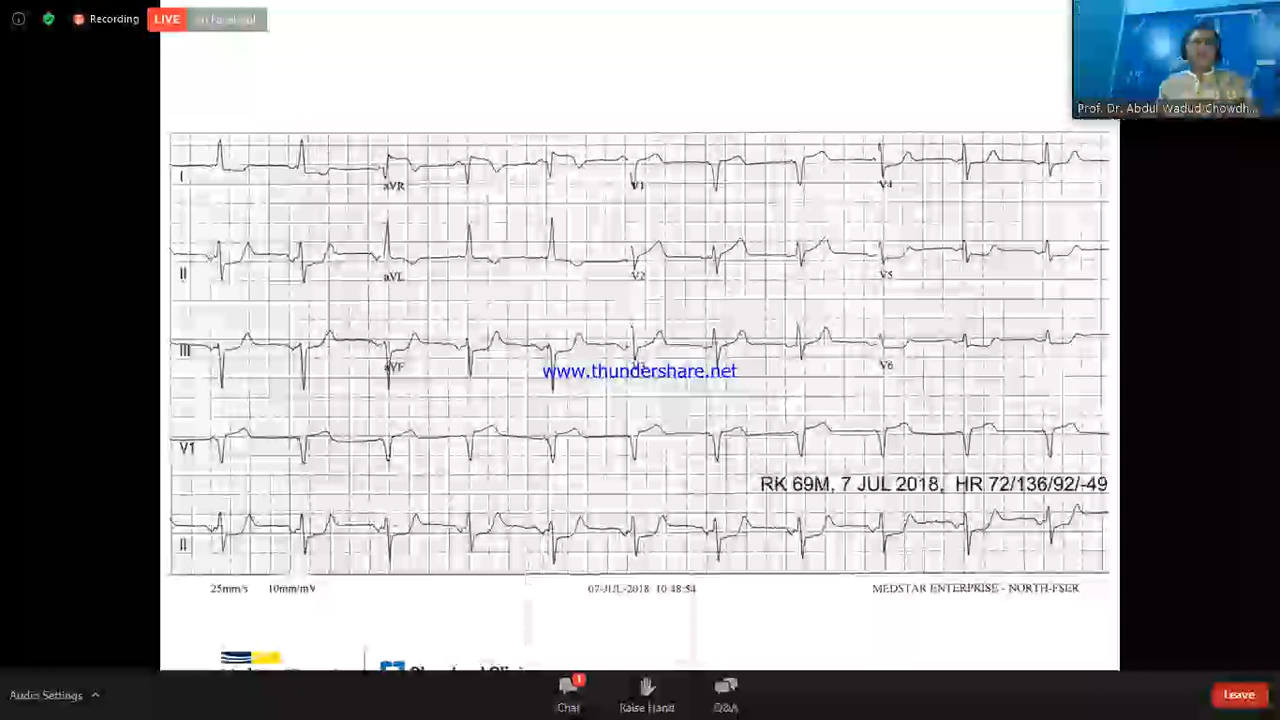 Recording
LIVE
Prof. Dr. Abdul Wadud Chowdh...
I
aVR
V1
V4
II
aVL
V2
V5
III
aVF
V6
www.thundershare.net
V1
RK 69M, 7 JUL 2018, HR 72/136/92/-49
II
25mm/s 10mm/mV 07-JUL-2018 10:48:54 MEDSTAR ENTERPRISE - NORTH-FSER
Audio Settings
1
Chat
Raise Hand
Q&A
Leave